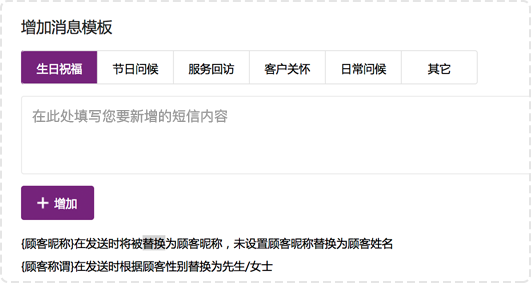 增加消息模板
生日祝福 节日问候 服务回访 客户关怀 日常问候 其它
在此处填写您要新增的短信内容
+ 增加
{顾客昵称}在发送时将被替换为顾客昵称，未设置顾客昵称替换为顾客姓名
{顾客称谓}在发送时根据顾客性别替换为先生/女士